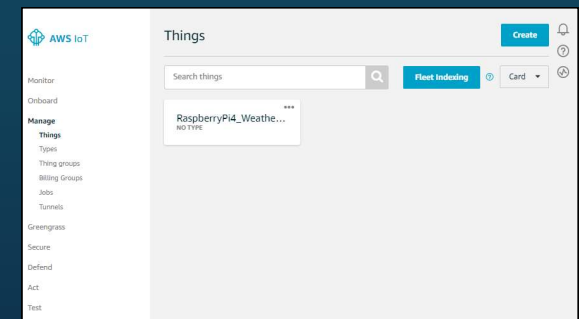 AWS IoT
Monitor
Onboard
Manage
Things
Types
Thing groups
Billing Groups
Jobs
Tunnels
Greengrass
Secure
Defend
Act
Test
Things
Create
Search things
Fleet Indexing
Card
RaspberryPi4_Weathe...
NO TYPE